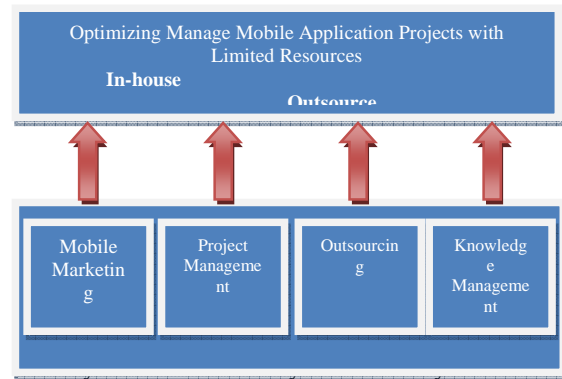 Optimizing Manage Mobile Application Projects with
Limited Resources
In-house
Outsource
Mobile
Marketin
g
Project
Manageme
nt
Outsourcin
g
Knowledg
e
Manageme
nt